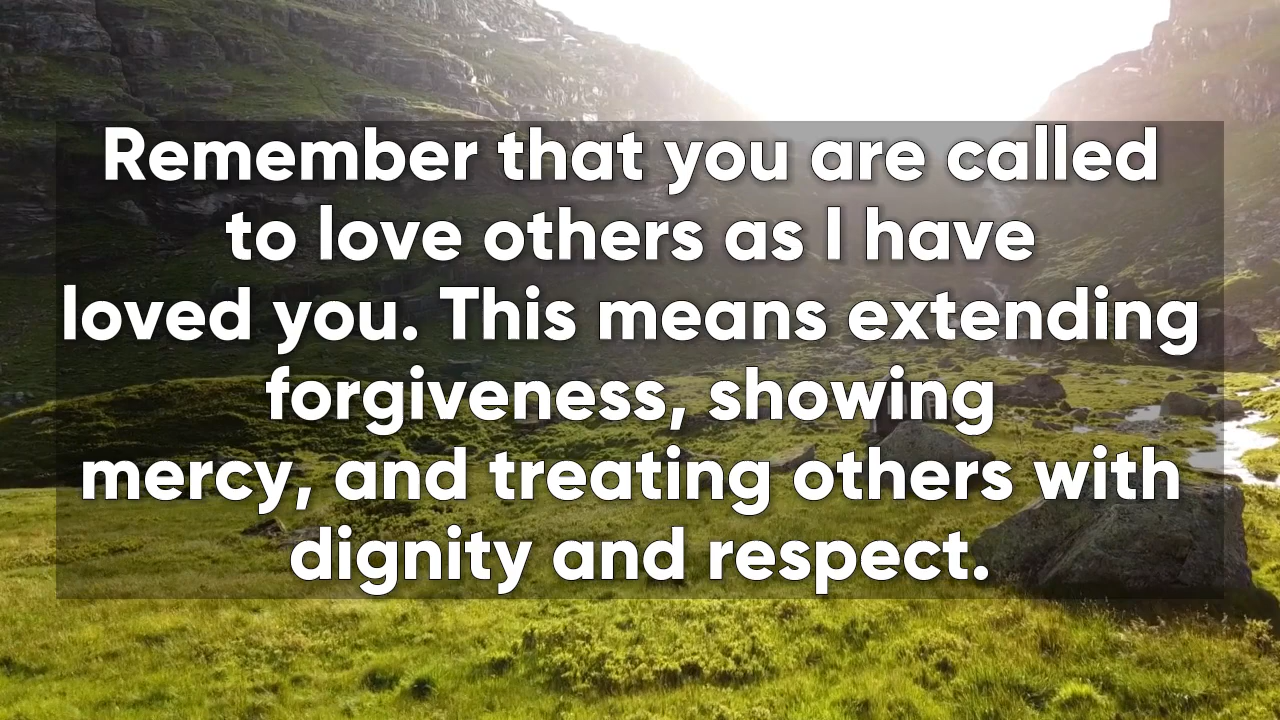 Remember that you are called
to love others as I have
loved you. This means extending
forgiveness, showing
mercy, and treating others with
dignity and respect.